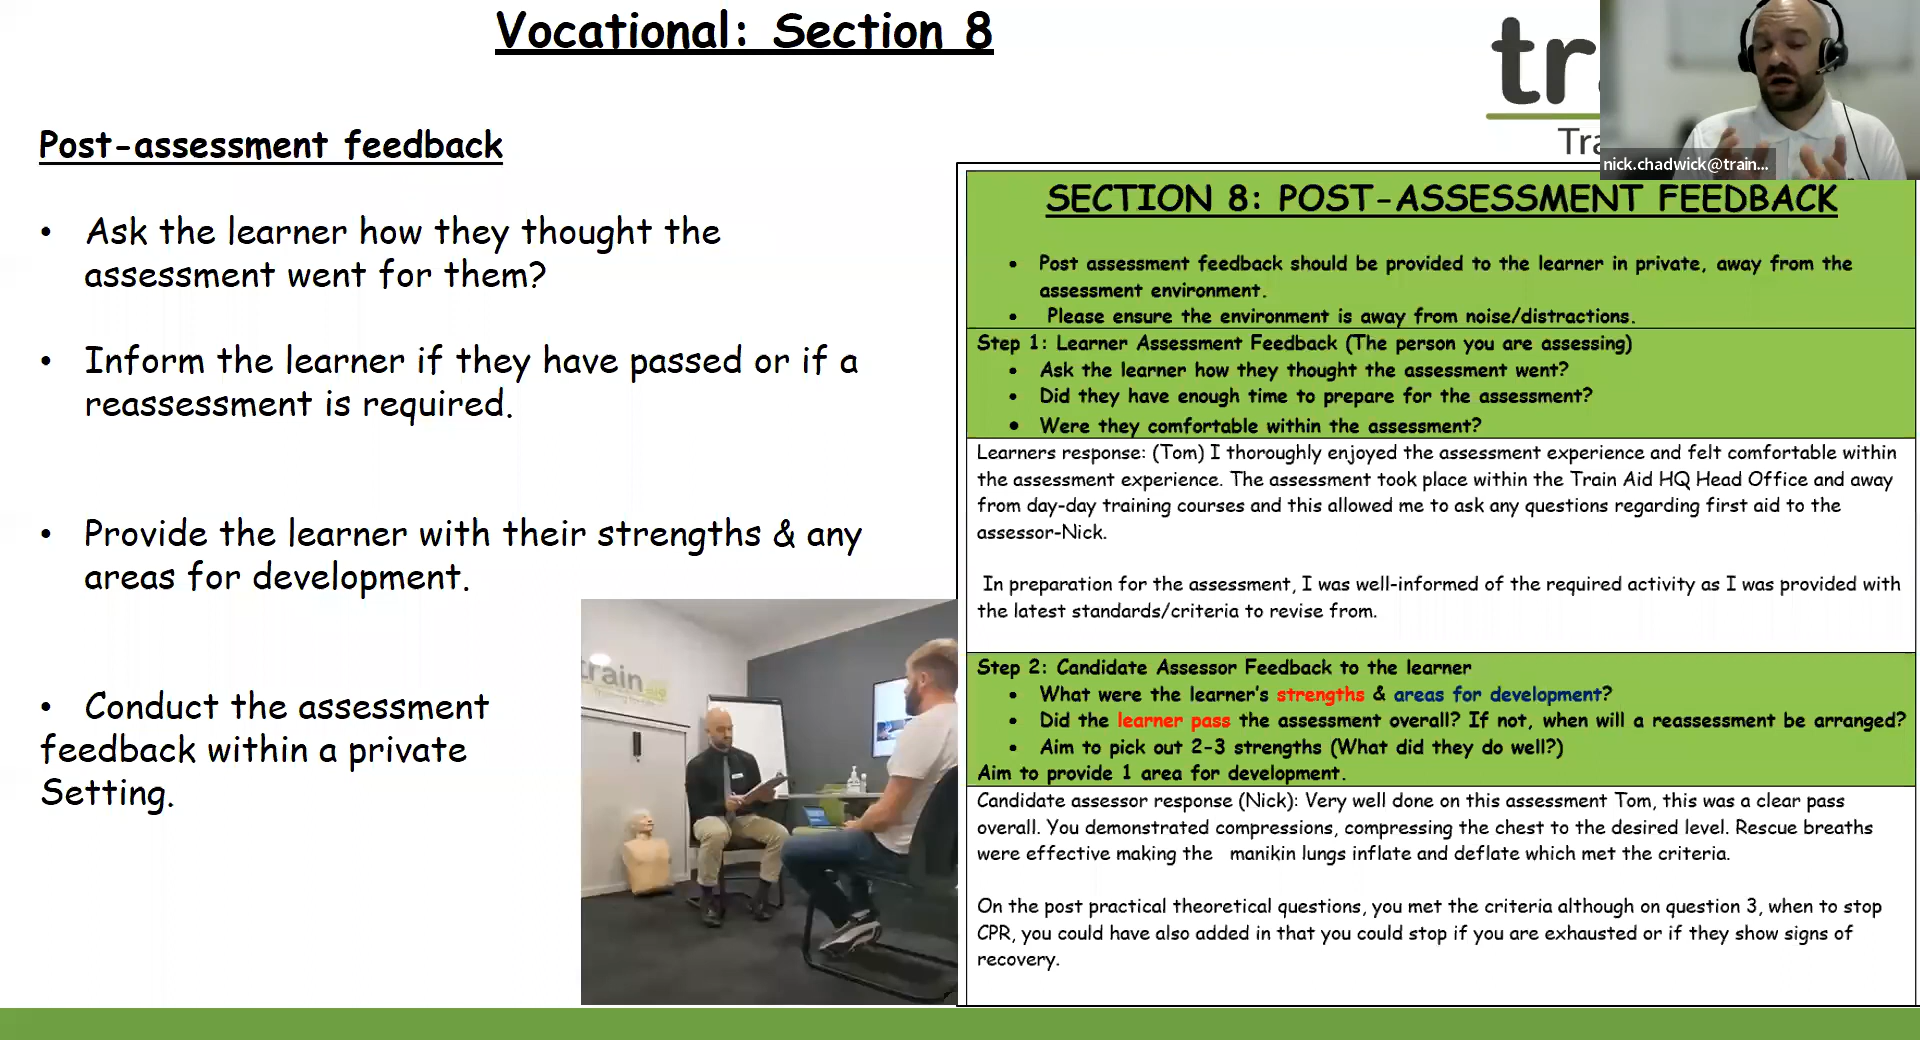 Vocational: Section 8
Post-assessment feedback
• Ask the learner how they thought the
assessment went for them?
• Inform the learner if they have passed or if a
reassessment is required.
• Provide the learner with their strengths & any
areas for development.
• Conduct the assessment
feedback within a private
Setting.
train
tr
Tra
nick.chadwick@train...
SECTION 8: POST-ASSESSMENT FEEDBACK
• Post assessment feedback should be provided to the learner in private, away from the
assessment environment.
• Please ensure the environment is away from noise/distractions.
Step 1: Learner Assessment Feedback (The person you are assessing)
• Ask the learner how they thought the assessment went?
• Did they have enough time to prepare for the assessment?
• Were they comfortable within the assessment?
Learners response: (Tom) I thoroughly enjoyed the assessment experience and felt comfortable within
the assessment experience. The assessment took place within the Train Aid HQ Head Office and away
from day-day training courses and this allowed me to ask any questions regarding first aid to the
assessor-Nick.
In preparation for the assessment, I was well-informed of the required activity as I was provided with
the latest standards/criteria to revise from.
Step 2: Candidate Assessor Feedback to the learner
• What were the learner's strengths & areas for development?
• Did the learner pass the assessment overall? If not, when will a reassessment be arranged?
• Aim to pick out 2-3 strengths (What did they do well?)
Aim to provide 1 area for development.
Candidate assessor response (Nick): Very well done on this assessment Tom, this was a clear pass
overall. You demonstrated compressions, compressing the chest to the desired level. Rescue breaths
were effective making the manikin lungs inflate and deflate which met the criteria.
On the post practical theoretical questions, you met the criteria although on question 3, when to stop
CPR, you could have also added in that you could stop if you are exhausted or if they show signs of
recovery.